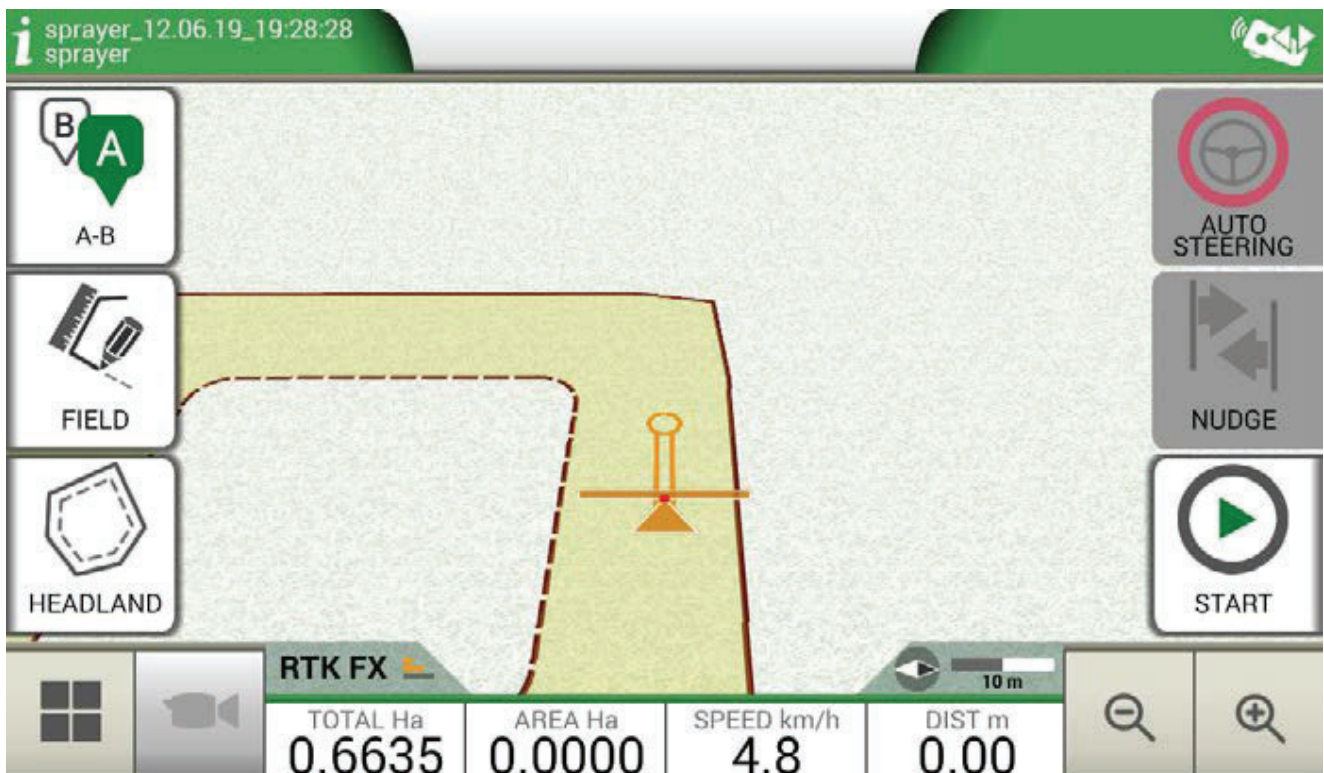 sprayer_12.06.19_19:28:28
sprayer
B
A
A-B
FIELD
HEADLAND
AUTO
STEERING
NUDGE
START
RTK FX
10 m
TOTAL Ha
0.6635
AREA Ha
0.0000
SPEED km/h
4.8
DIST m
0.00